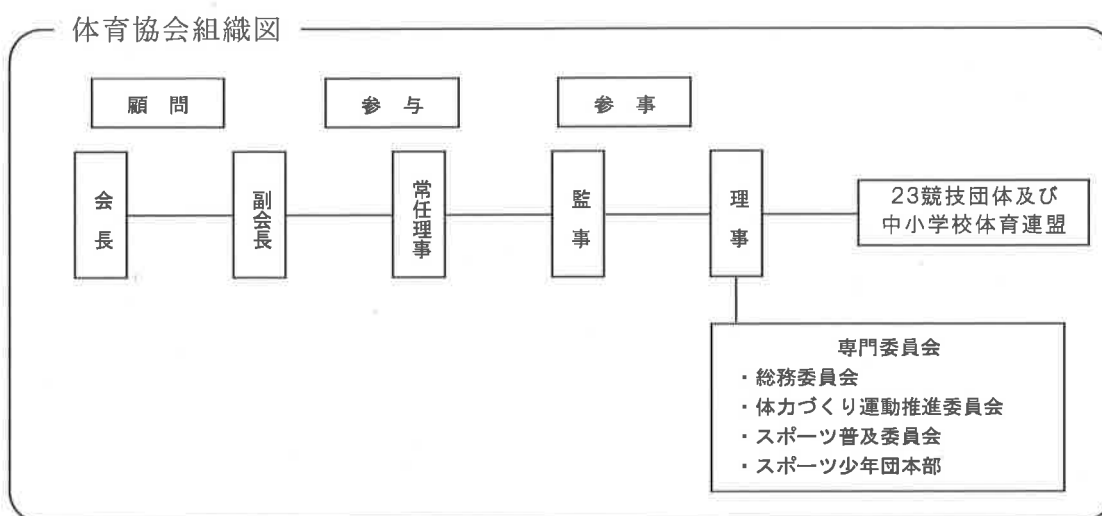 体育協会組織図
顧 問
参 与
参 事
会長
副会長
常任理事
監事
理事
23競技団体及び
中小学校体育連盟
専門委員会
・総務委員会
・体力づくり運動推進委員会
・スポーツ普及委員会
・スポーツ少年団本部